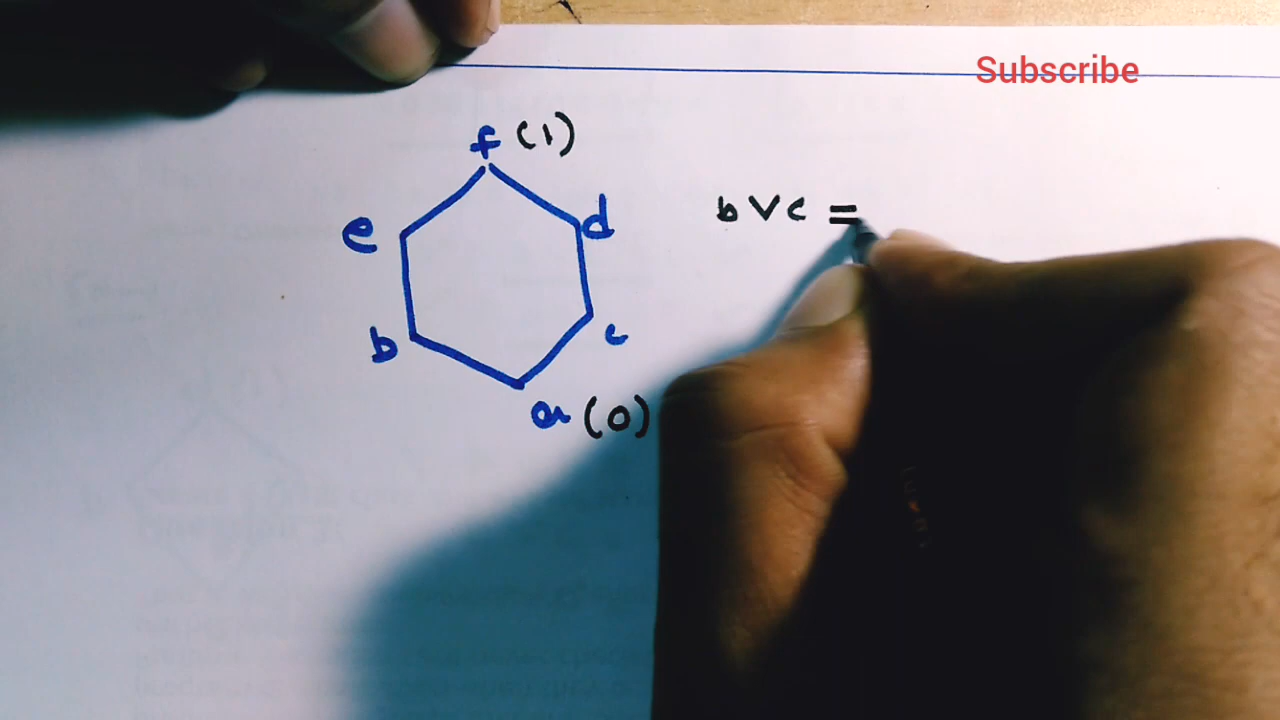 Subscribe
f (1)
e
d
b ∨ c =
b
c
a (0)